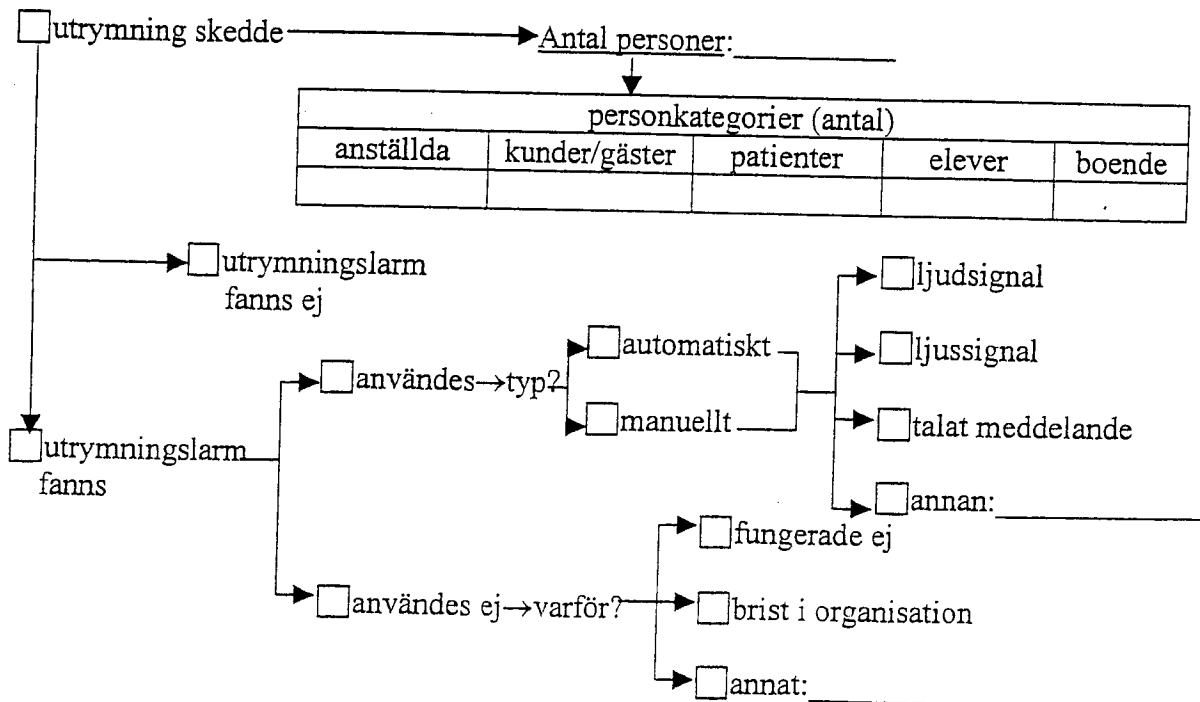 utrymning skedde
Antal personer:
personkategorier (antal)
anställda kunder/gäster patienter elever boende
utrymningslarm
fanns ej
utrymningslarm
fanns
användes→typ?
automatiskt
manuellt
ljudsignal
ljussignal
talat meddelande
annan:
användes ej→varför?
fungerade ej
brist i organisation
annat: